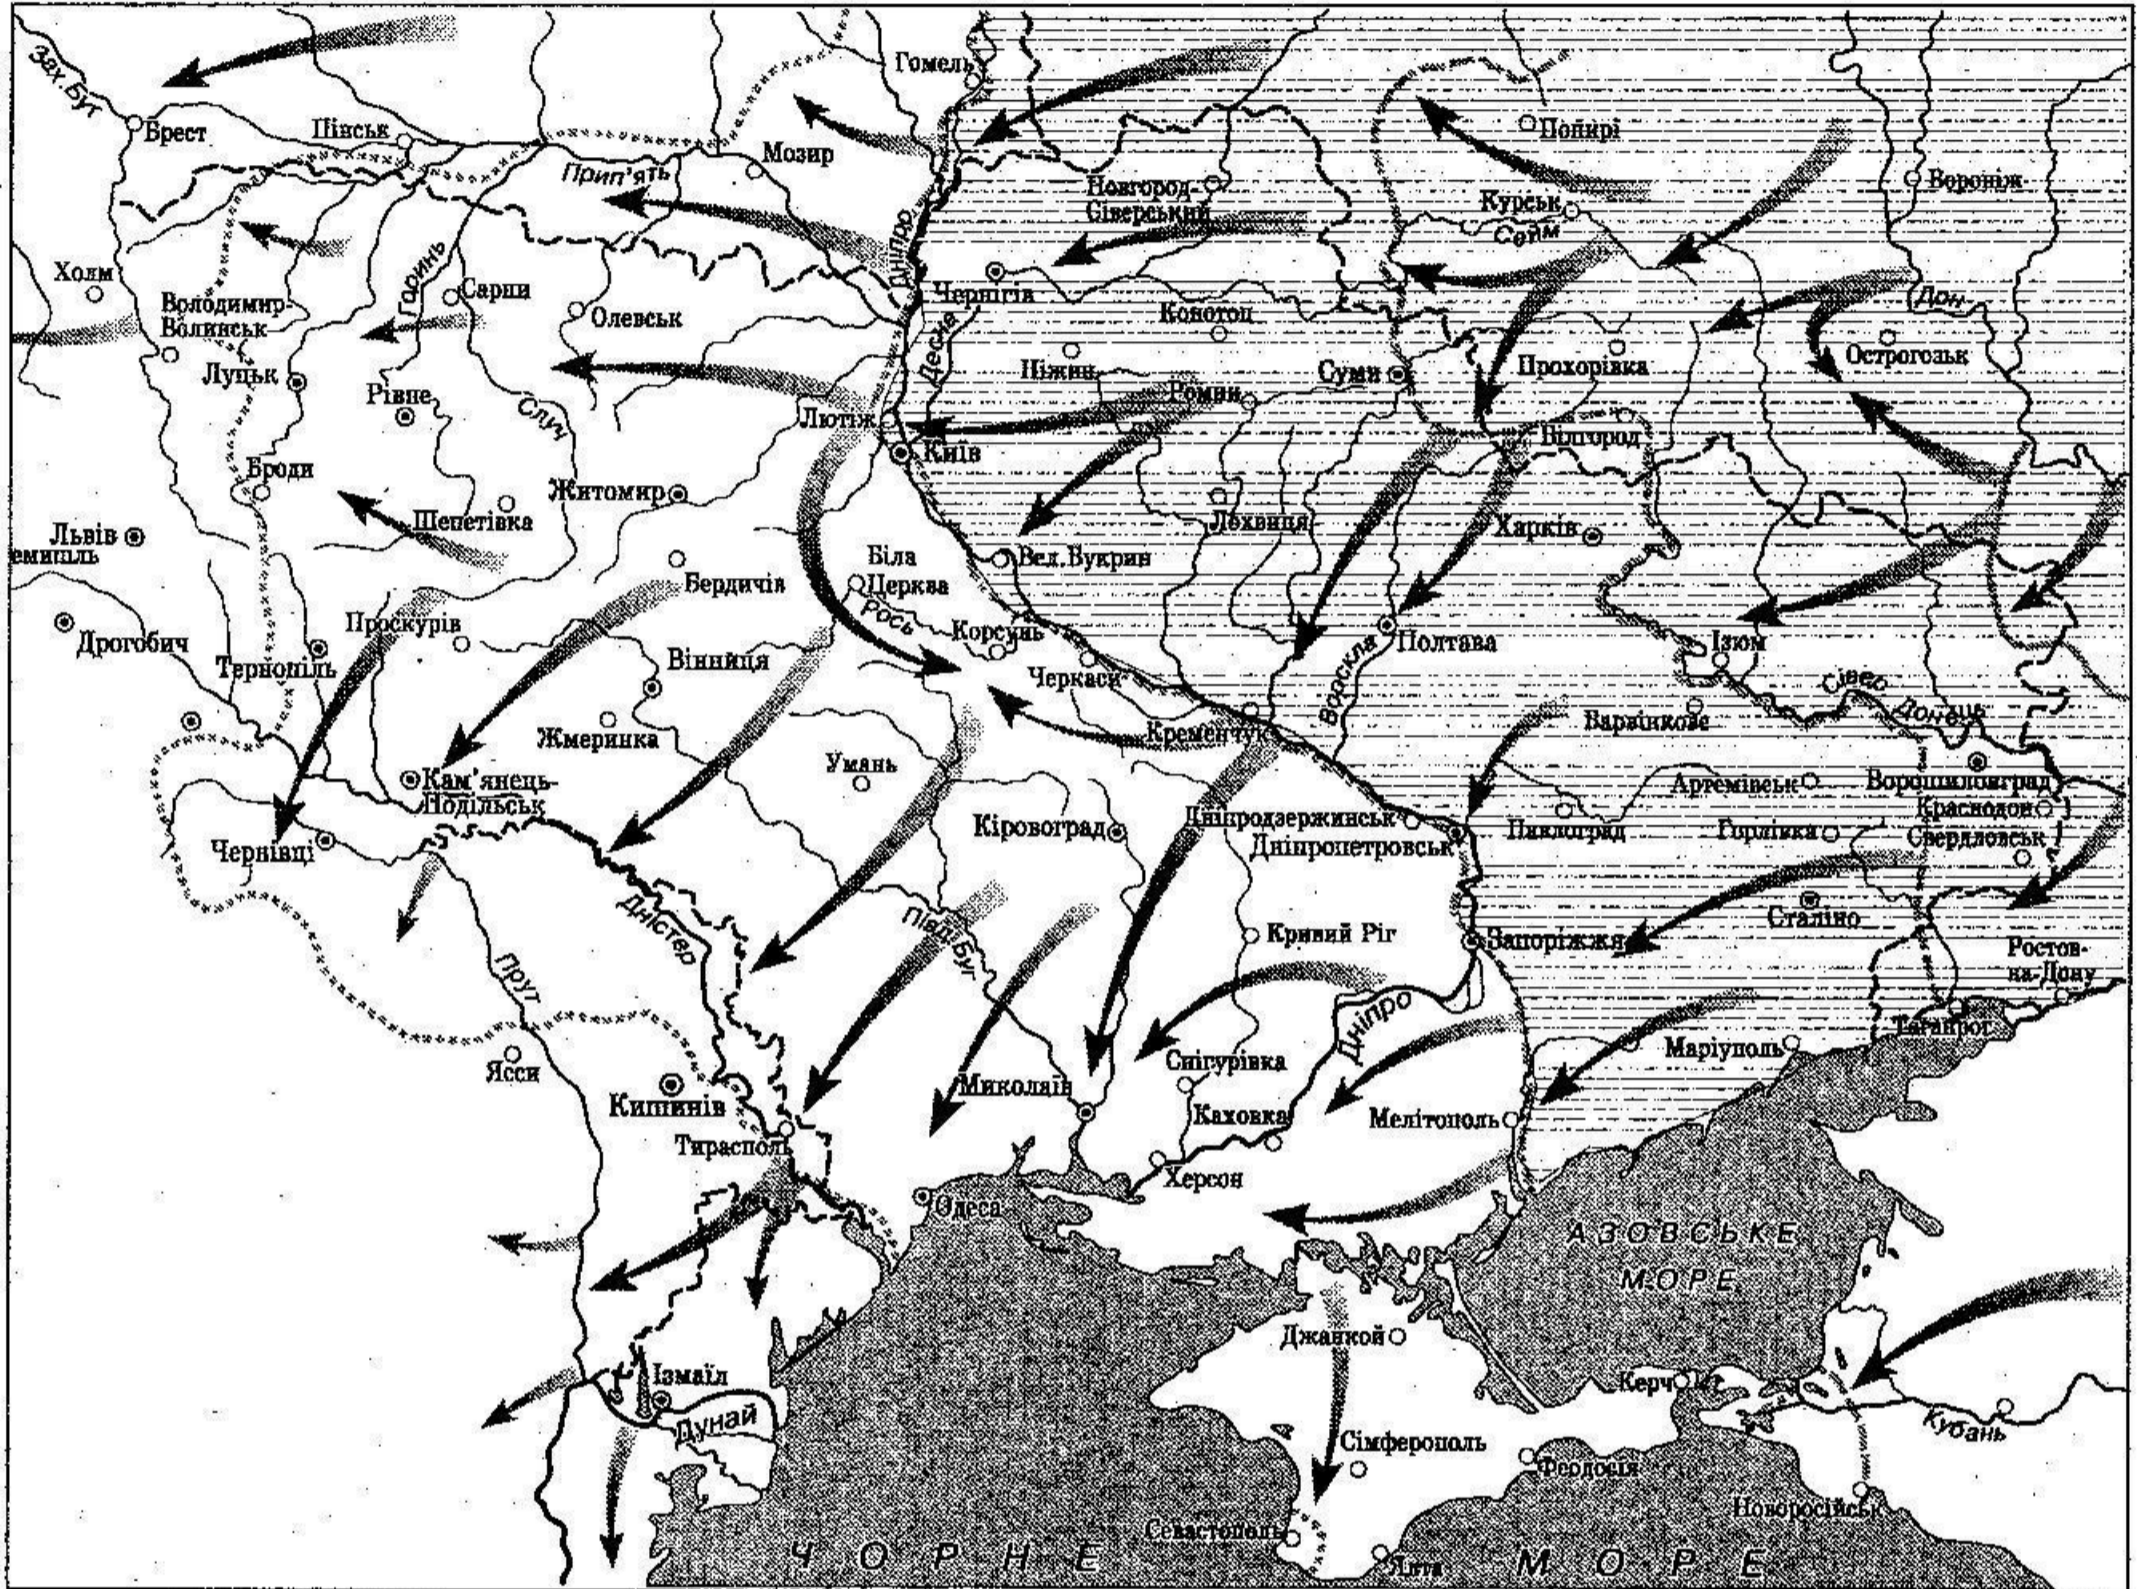 Зах. Буг
Гомель
Брест
Пінськ
Прип'ять
Мозир
Попирі
Новгород-
Сіверський
Курськ
Сейм
Вороніж
Дніпро
Холм
Володимир-
Волинськ
Горинь
Сарни
Олевськ
Чернігів
Десна
Конотоп
Дон
Острогозьк
Луцьк
Рівне
Случ
Ніжин
Ромни
Суми
Прохорівка
Лютіж
Київ
Білгород
Броди
Житомир
Шепетівка
Лохвиця
Харків
Львів
емишль
Вел.Букрин
Біла
Церква
Бердичів
Рось
Дрогобич
Проскурів
Корсунь
Полтава
Ізюм
Тернопіль
Вінниця
Черкаси
Ворскла
Сівер.
Донець
Жмеринка
Кременчук
Барвінкове
Умань
Кам'янець-
Подільськ
Артемівськ
Ворошиловград
Краснодон
Чернівці
Кіровоград
Дніпродзержинськ
Дніпропетровськ
Павлоград
Горлівка
Свердловськ
Дністер
Півд. Буг
Кривий Ріг
Запоріжжя
Сталіно
Ростов-
на-Дону
Прут
Дніпро
Таганрог
Ясси
Кишинів
Миколаїв
Снігурівка
Маріуполь
Каховка
Мелітополь
Тирасполь
Херсон
Одеса
АЗОВСЬКЕ
МОРЕ
Джанкой
Ізмаїл
Дунай
Керч
Кубань
Сімферополь
Феодосія
Новоросійськ
Севастополь
Ялта
ЧОРНЕ МОРЕ